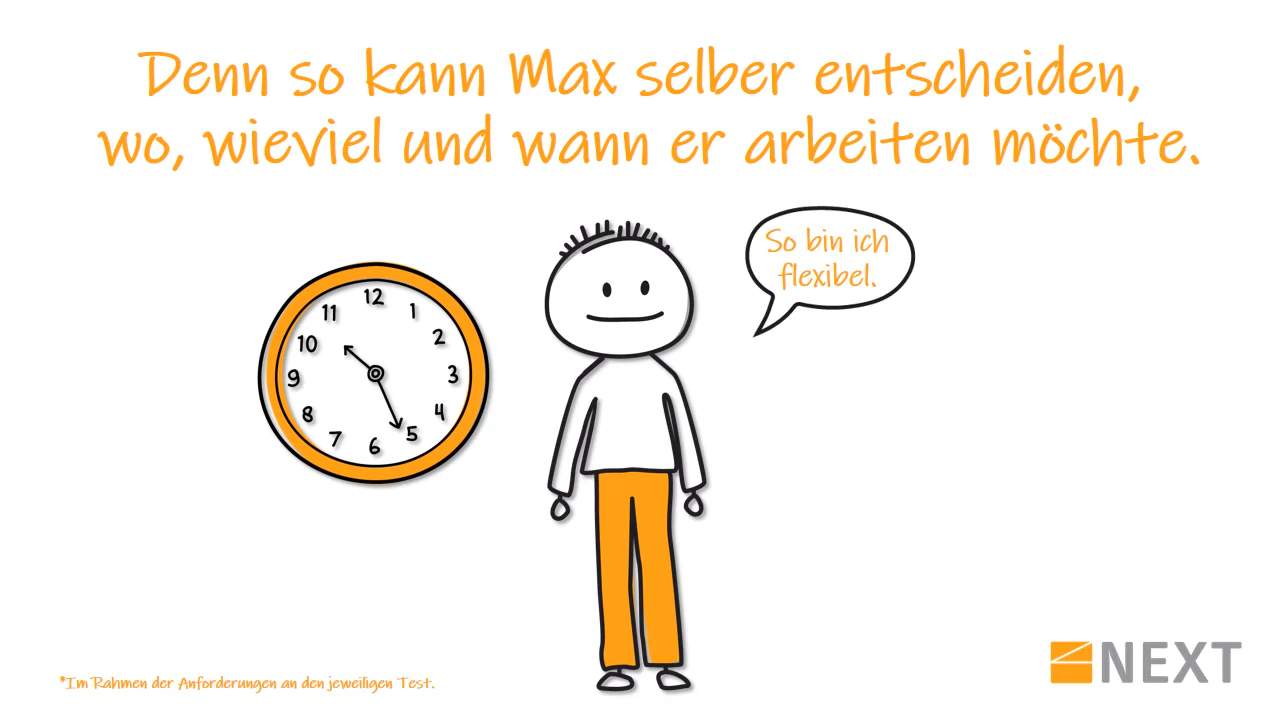 Denn so kann Max selber entscheiden,
wo, wieviel und wann er arbeiten möchte.
So bin ich
flexibel.
12
11 1
10 2
9 3
8 4
7 5
6
NEXT
*Im Rahmen der Anforderungen an den jeweiligen Test.